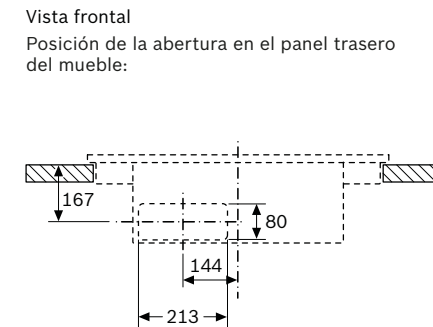 Vista frontal
Posición de la abertura en el panel trasero
del mueble:
167
80
144
213